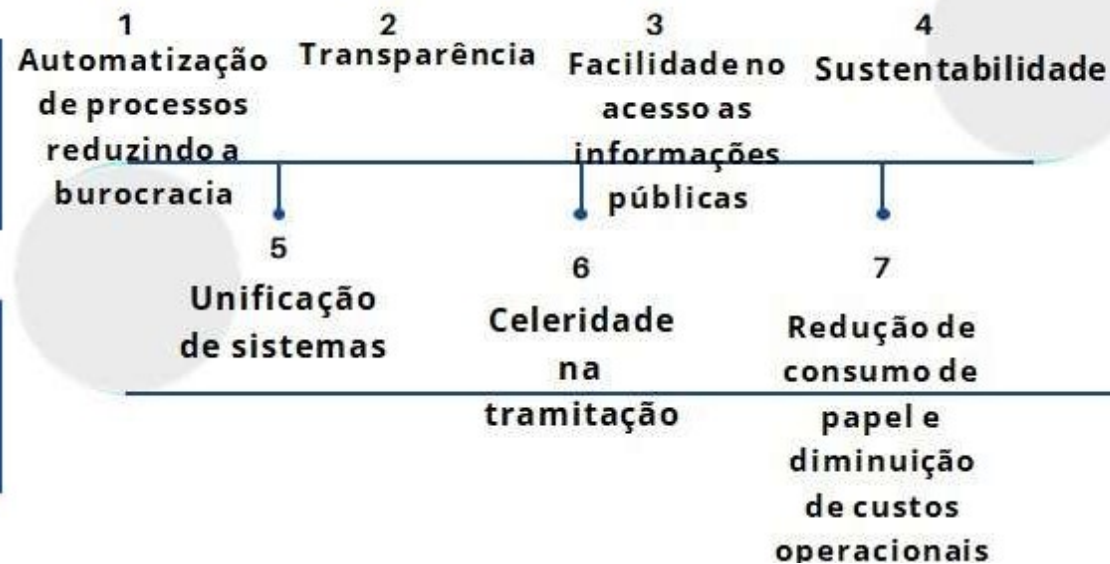 1
Automatização
de processos
reduzindo a
burocracia
2
Transparência
3
Facilidade no
acesso as
informações
públicas
4
Sustentabilidade
5
Unificação
de sistemas
6
Celeridade
na
tramitação
7
Redução de
consumo de
papel e
diminuição
de custos
operacionais